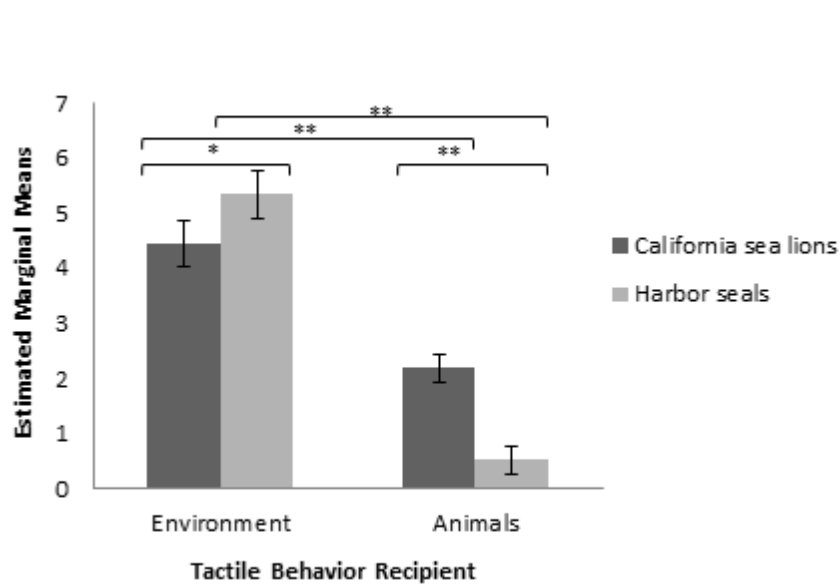 7
**
**
6
*
**
5
4
3
2
1
0
Estimated Marginal Means
Environment
Animals
Tactile Behavior Recipient
California sea lions
Harbor seals